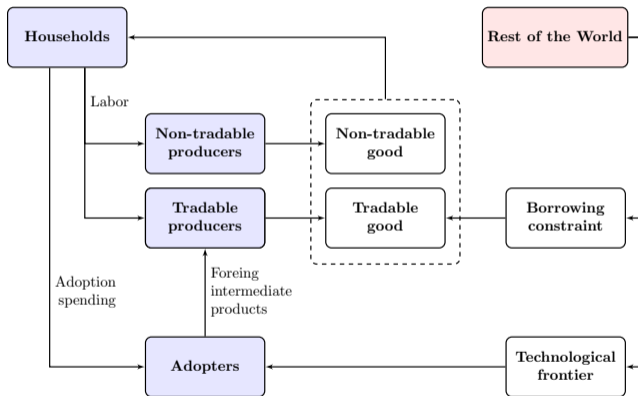 Households
Rest of the World
Labor
Non-tradable
producers
Non-tradable
good
Tradable
producers
Tradable
good
Borrowing
constraint
Adoption
spending
Foreing
intermediate
products
Adopters
Technological
frontier